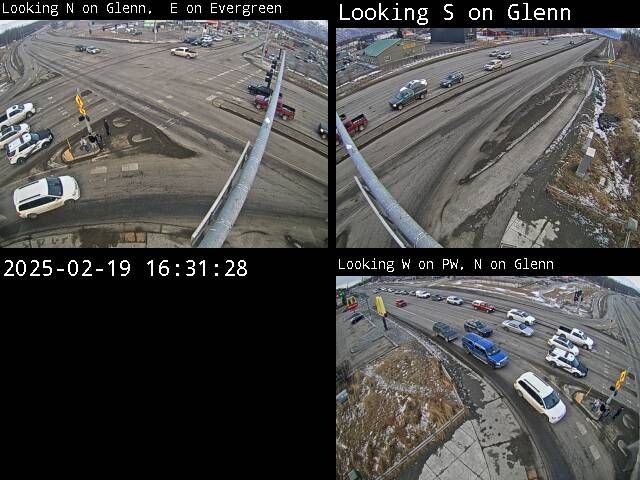 Looking N on Glenn, E on Evergreen
Looking S on Glenn
2025-02-19 16:31:28
Looking W on PW, N on Glenn